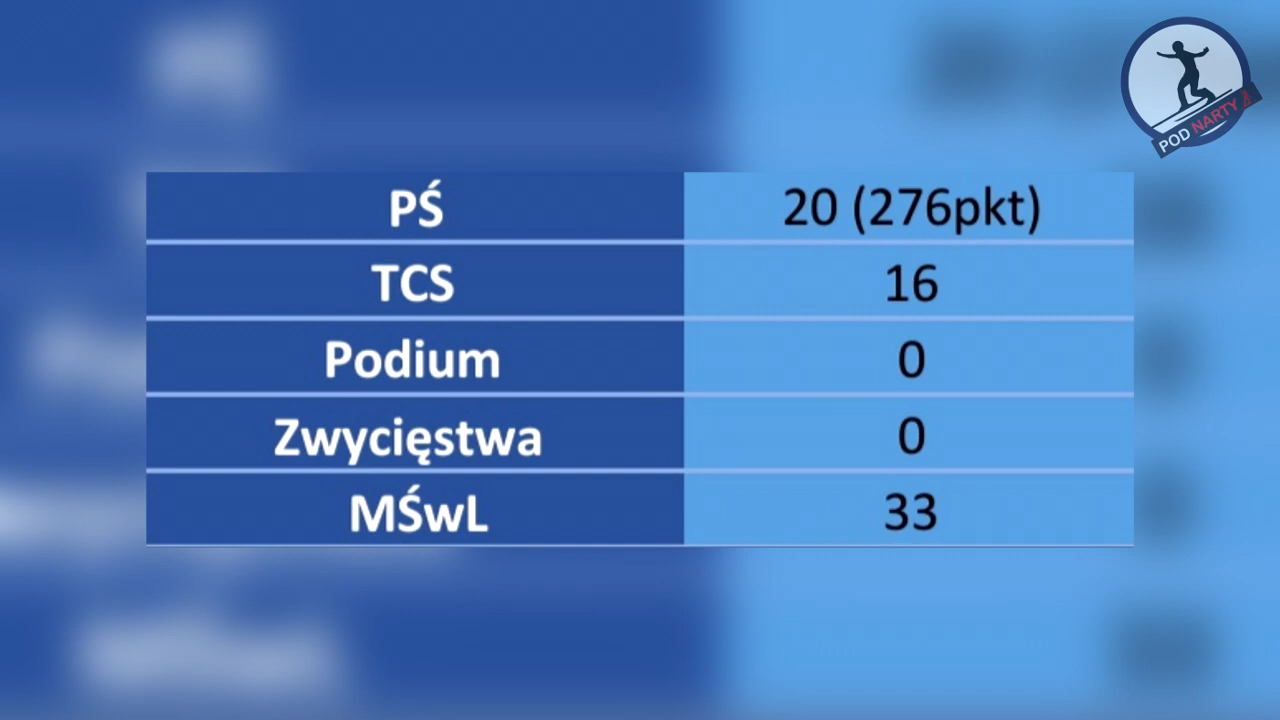 POD NARTY
PŚ 20 (276pkt)
TCS 16
Podium 0
Zwycięstwa 0
MŚwL 33